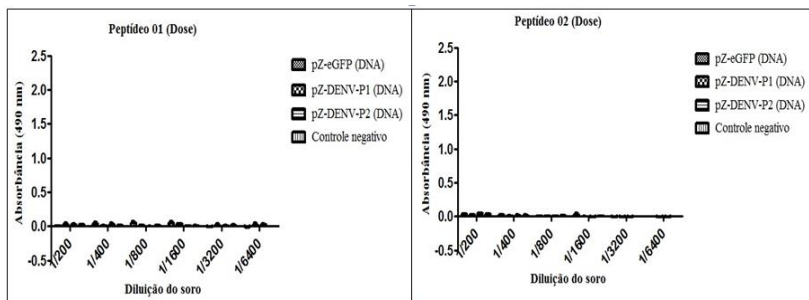 Peptídeo 01 (Dose)
Absorbância (490 nm)
2.5
2.0
1.5
1.0
0.5
0.0
-0.5
1/200
1/400
1/800
1/1600
1/3200
1/6400
Diluição do soro
pZ-eGFP (DNA)
pZ-DENV-P1 (DNA)
pZ-DENV-P2 (DNA)
Controle negativo
Peptídeo 02 (Dose)
Absorbância (490 nm)
2.5
2.0
1.5
1.0
0.5
0.0
-0.5
1/200
1/400
1/800
1/1600
1/3200
1/6400
Diluição do soro
pZ-eGFP (DNA)
pZ-DENV-P1 (DNA)
pZ-DENV-P2 (DNA)
Controle negativo